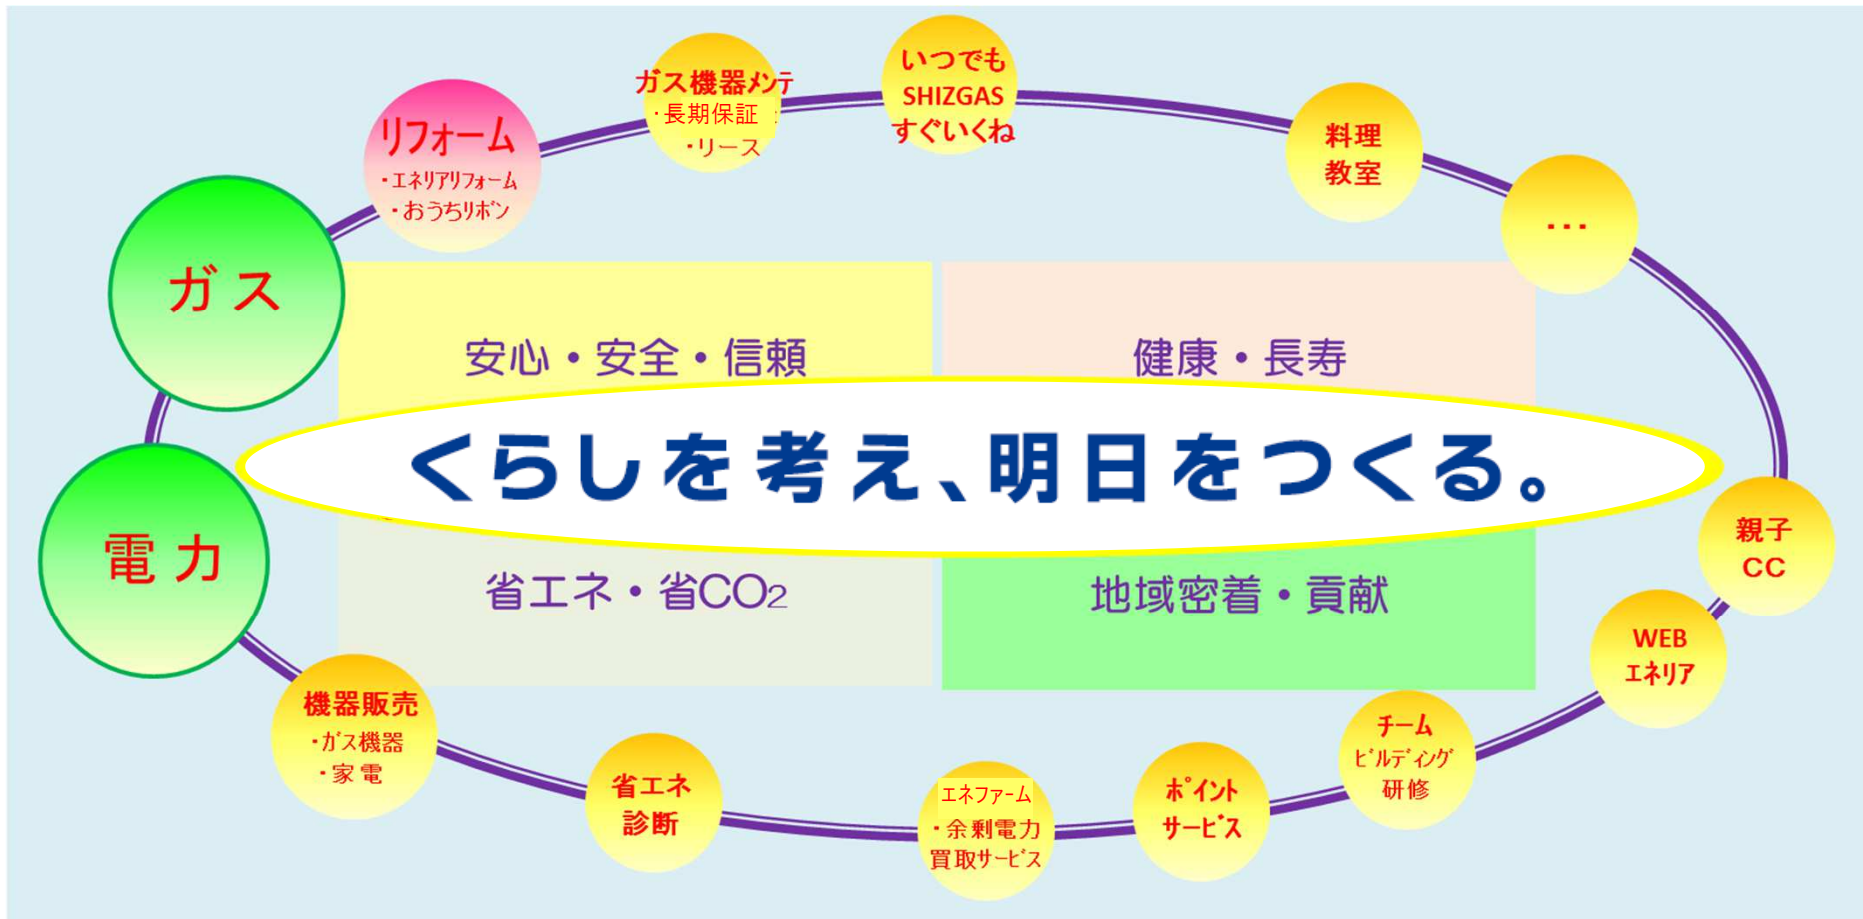 いつでも
SHIZGAS
すぐいくね
ガス機器ﾒﾝﾃ
・長期保証
・リース
リフォーム
・ｴﾈﾘｱﾘﾌｫｰﾑ
・おうちﾘﾎﾞﾝ
料理
教室
・・・
ガス
安心・安全・信頼
健康・長寿
くらしを考え、明日をつくる。
電力
省エネ・省CO₂
地域密着・貢献
親子
CC
WEB
ｴﾈﾘｱ
機器販売
・ｶﾞｽ機器
・家電
省エネ
診断
エネファーム
・余剰電力
買取ｻｰﾋﾞｽ
ﾎﾟｲﾝﾄ
ｻｰﾋﾞｽ
ﾁｰﾑ
ﾋﾞﾙﾃﾞｨﾝｸﾞ
研修